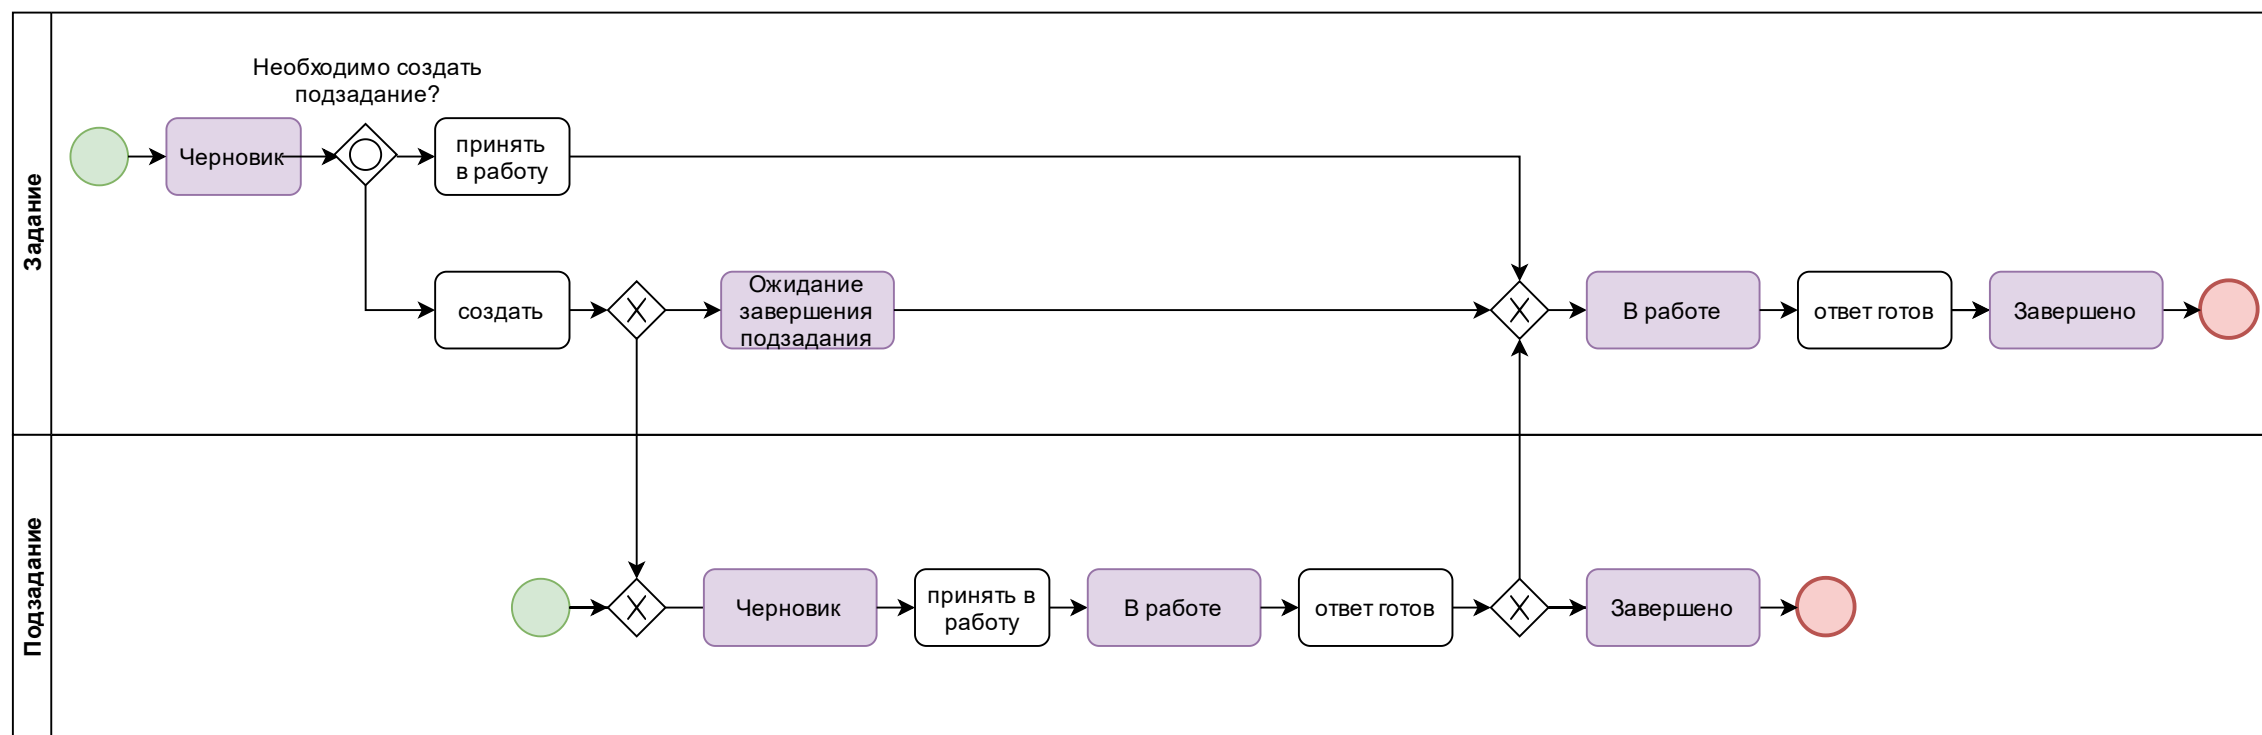 Задание
Необходимо создать
подзадание?
Черновик
принять
в работу
создать
Ожидание
завершения
подзадания
В работе
ответ готов
Завершено
Подзадание
Черновик
принять в
работу
В работе
ответ готов
Завершено